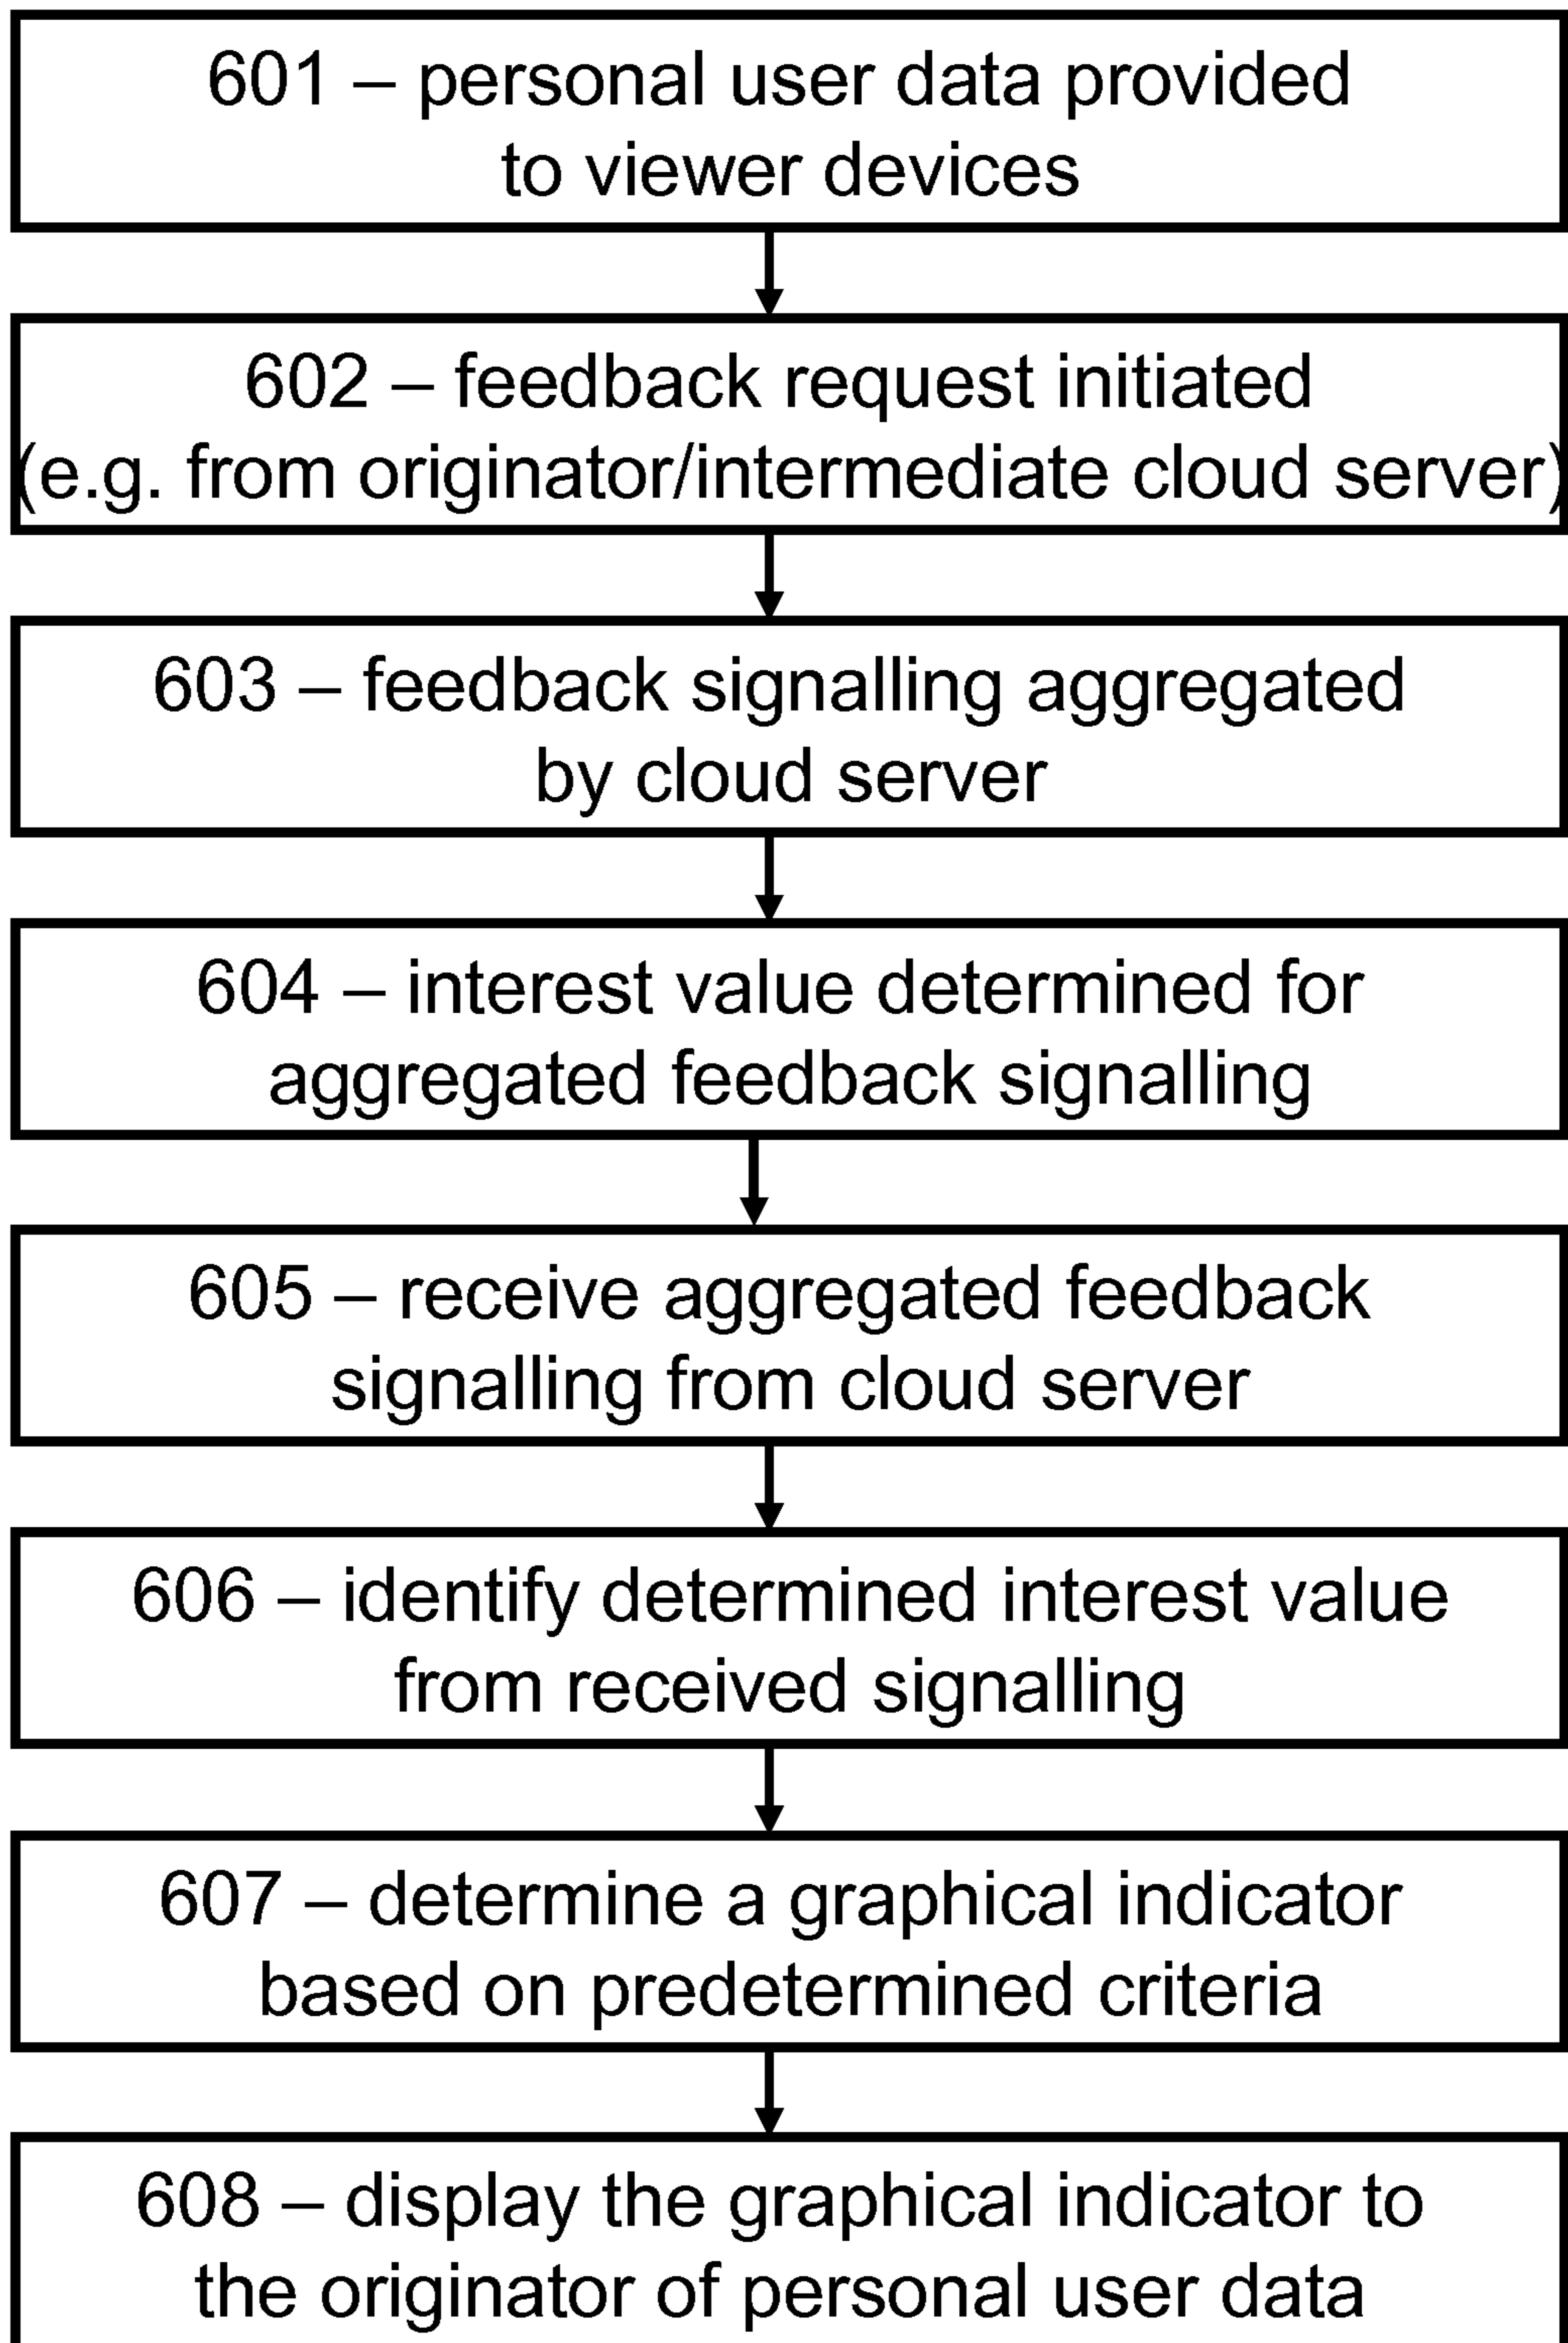 601 – personal user data provided
to viewer devices
602 – feedback request initiated
(e.g. from originator/intermediate cloud server)
603 – feedback signalling aggregated
by cloud server
604 – interest value determined for
aggregated feedback signalling
605 – receive aggregated feedback
signalling from cloud server
606 – identify determined interest value
from received signalling
607 – determine a graphical indicator
based on predetermined criteria
608 – display the graphical indicator to
the originator of personal user data